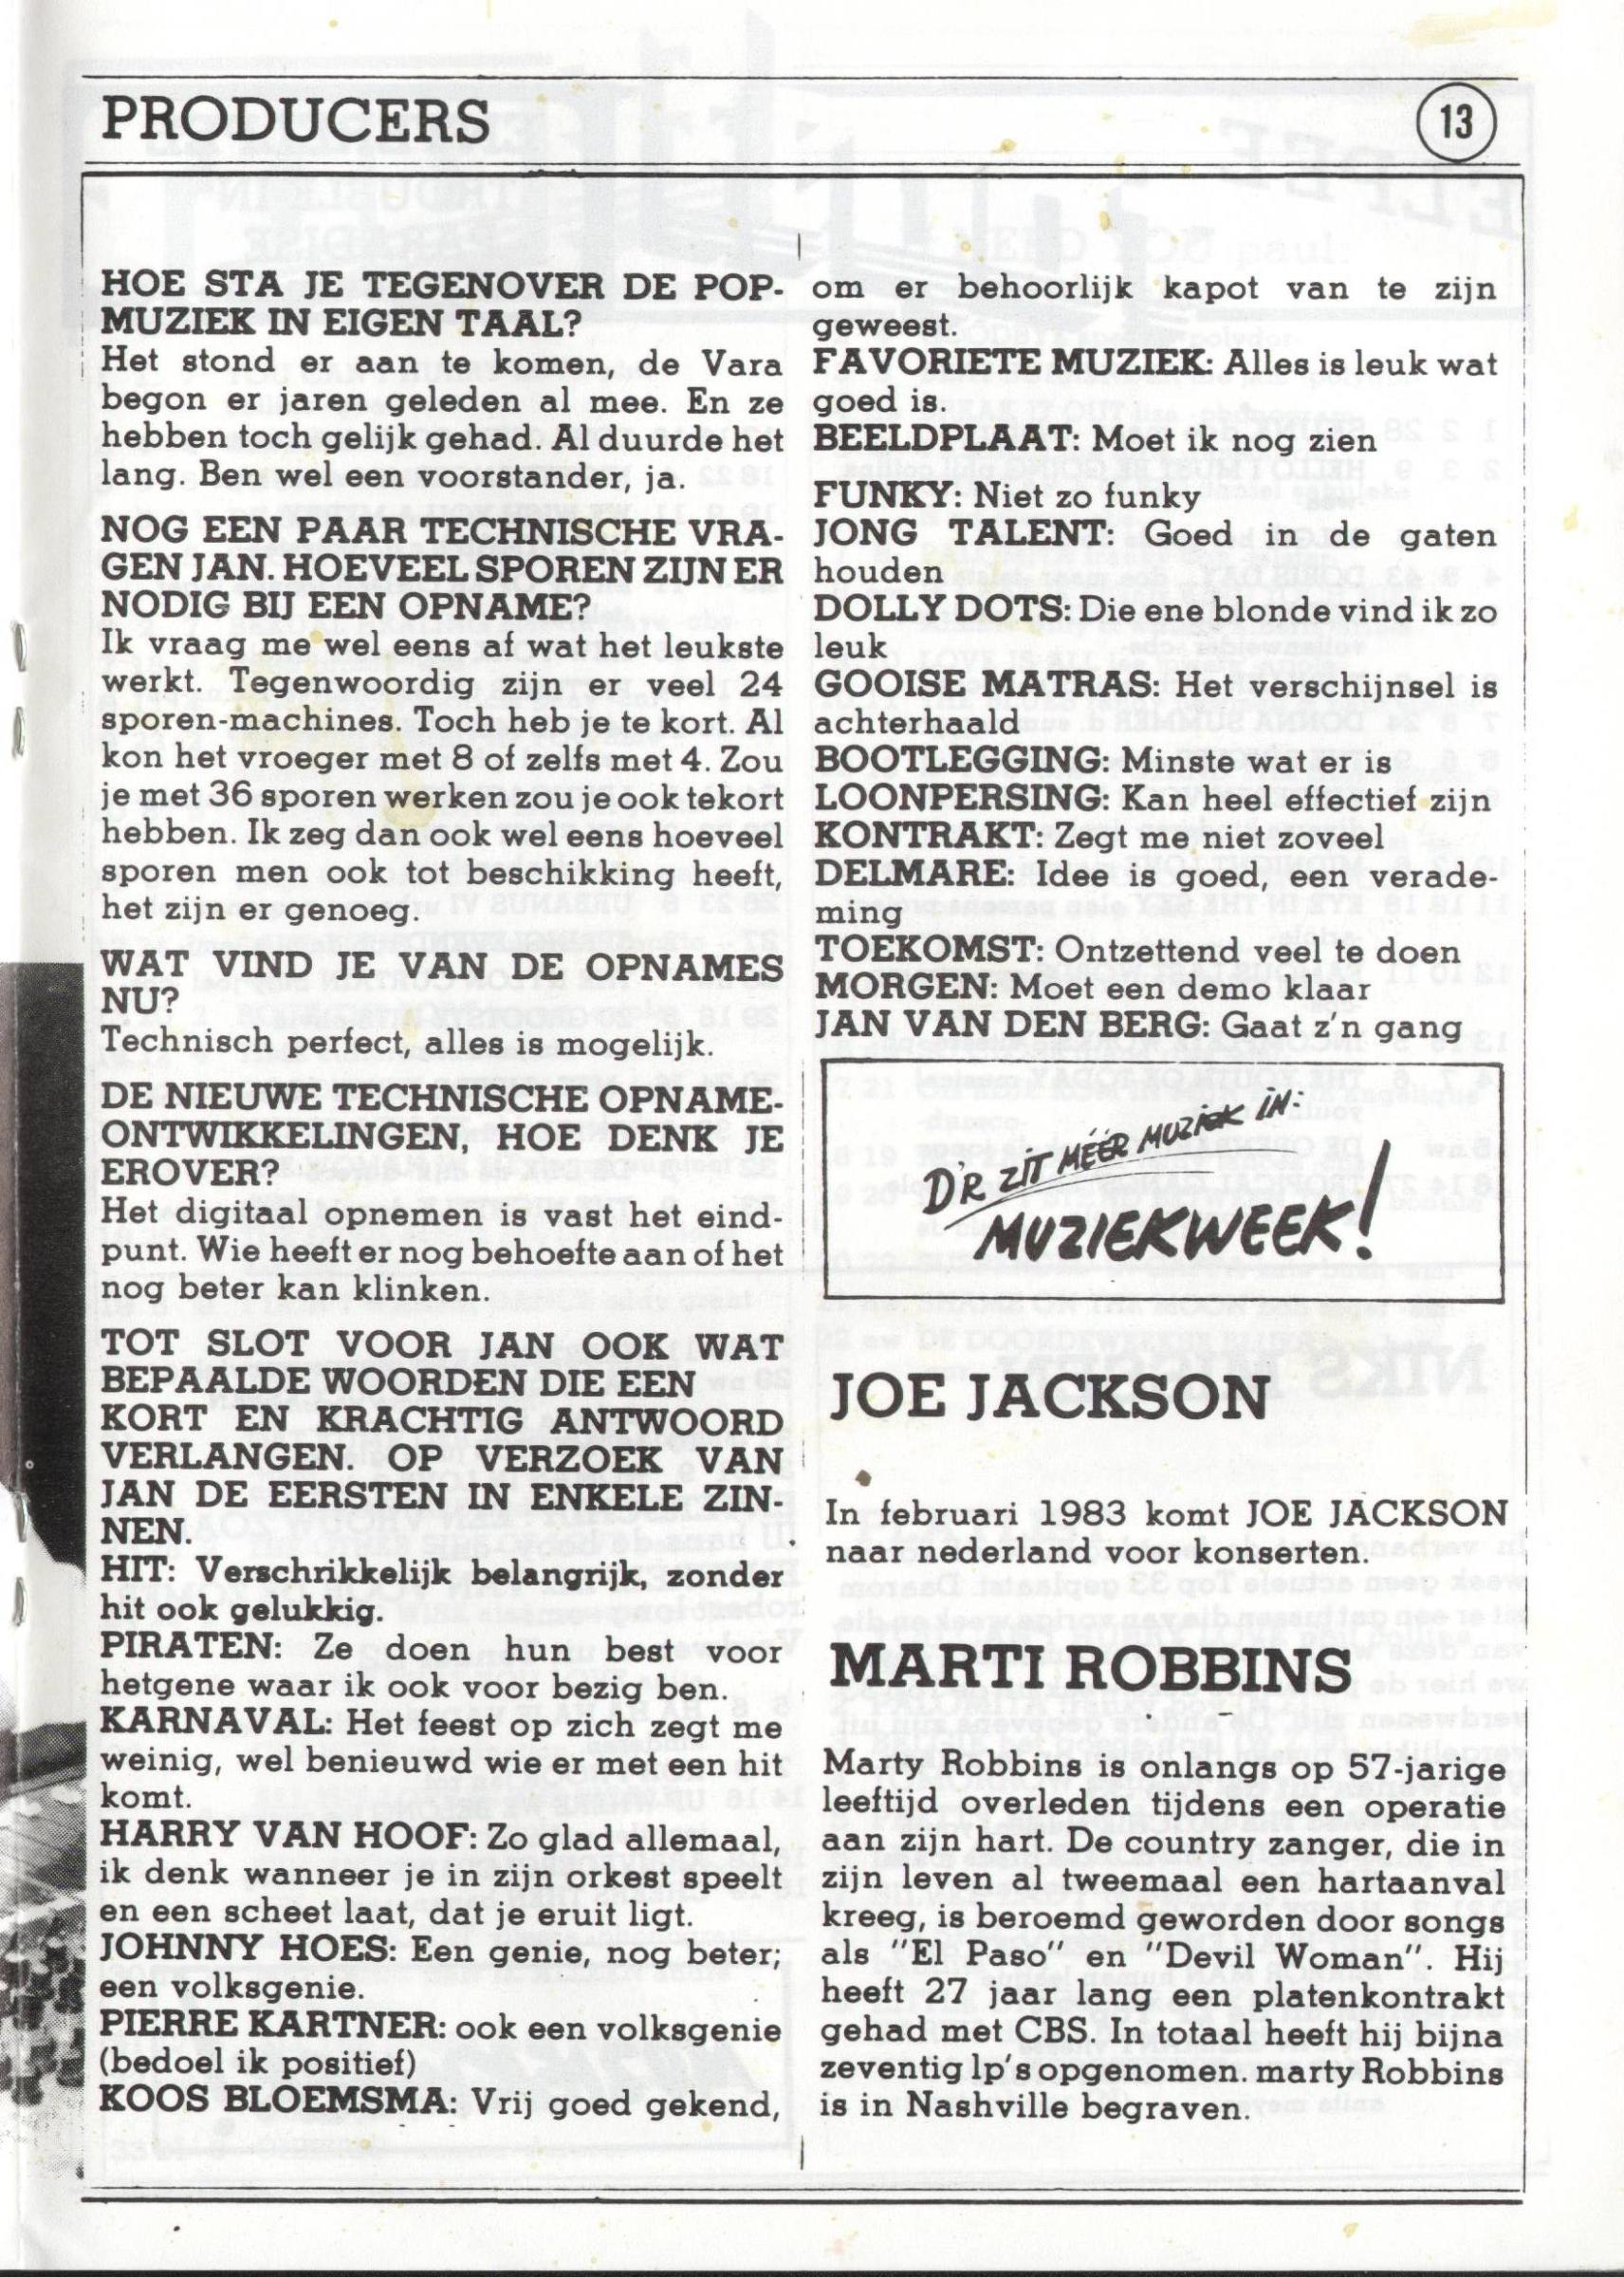 PRODUCERS
13
HOE STA JE TEGENOVER DE POP-
MUZIEK IN EIGEN TAAL?
Het stond er aan te komen, de Vara
begon er jaren geleden al mee. En ze
hebben toch gelijk gehad. Al duurde het
lang. Ben wel een voorstander, ja.
NOG EEN PAAR TECHNISCHE VRA-
GEN JAN. HOEVEEL SPOREN ZIJN ER
NODIG BIJ EEN OPNAME?
Ik vraag me wel eens af wat het leukste
werkt. Tegenwoordig zijn er veel 24
sporen-machines. Toch heb je te kort. Al
kon het vroeger met 8 of zelfs met 4. Zou
je met 36 sporen werken zou je ook tekort
hebben. Ik zeg dan ook wel eens hoeveel
sporen men ook tot beschikking heeft,
het zijn er genoeg.
WAT VIND JE VAN DE OPNAMES
NU?
Technisch perfect, alles is mogelijk.
DE NIEUWE TECHNISCHE OPNAME-
ONTWIKKELINGEN, HOE DENK JE
EROVER?
Het digitaal opnemen is vast het eind-
punt. Wie heeft er nog behoefte aan of het
nog beter kan klinken.
TOT SLOT VOOR JAN OOK WAT
BEPAALDE WOORDEN DIE EEN
KORT EN KRACHTIG ANTWOORD
VERLANGEN. OP VERZOEK VAN
JAN DE EERSTEN IN ENKELE ZIN-
NEN.
HIT: Verschrikkelijk belangrijk, zonder
hit ook gelukkig.
PIRATEN: Ze doen hun best voor
hetgene waar ik ook voor bezig ben.
KARNAVAL: Het feest op zich zegt me
weinig, wel benieuwd wie er met een hit
komt.
HARRY VAN HOOF: Zo glad allemaal,
ik denk wanneer je in zijn orkest speelt
en een scheet laat, dat je eruit ligt.
JOHNNY HOES: Een genie, nog beter;
een volksgenie.
PIERRE KARTNER: ook een volksgenie
(bedoel ik positief)
KOOS BLOEMSMA: Vrij goed gekend,
om er behoorlijk kapot van te zijn
geweest.
FAVORIETE MUZIEK: Alles is leuk wat
goed is.
BEELDPLAAT: Moet ik nog zien
FUNKY: Niet zo funky
JONG TALENT: Goed in de gaten
houden
DOLLY DOTS: Die ene blonde vind ik zo
leuk
GOOISE MATRAS: Het verschijnsel is
achterhaald
BOOTLEGGING: Minste wat er is
LOONPERSING: Kan heel effectief zijn
KONTRAKT: Zegt me niet zoveel
DELMARE: Idee is goed, een verade-
ming
TOEKOMST: Ontzettend veel te doen
MORGEN: Moet een demo klaar
JAN VAN DEN BERG: Gaat z'n gang
D'R ZIT MÉÉR MUZIEK IN:
MUZIEKWEEK!
JOE JACKSON
In februari 1983 komt JOE JACKSON
naar nederland voor konserten.
MARTI ROBBINS
Marty Robbins is onlangs op 57-jarige
leeftijd overleden tijdens een operatie
aan zijn hart. De country zanger, die in
zijn leven al tweemaal een hartaanval
kreeg, is beroemd geworden door songs
als "El Paso" en "Devil Woman". Hij
heeft 27 jaar lang een platenkontrakt
gehad met CBS. In totaal heeft hij bijna
zeventig lp's opgenomen. marty Robbins
is in Nashville begraven.